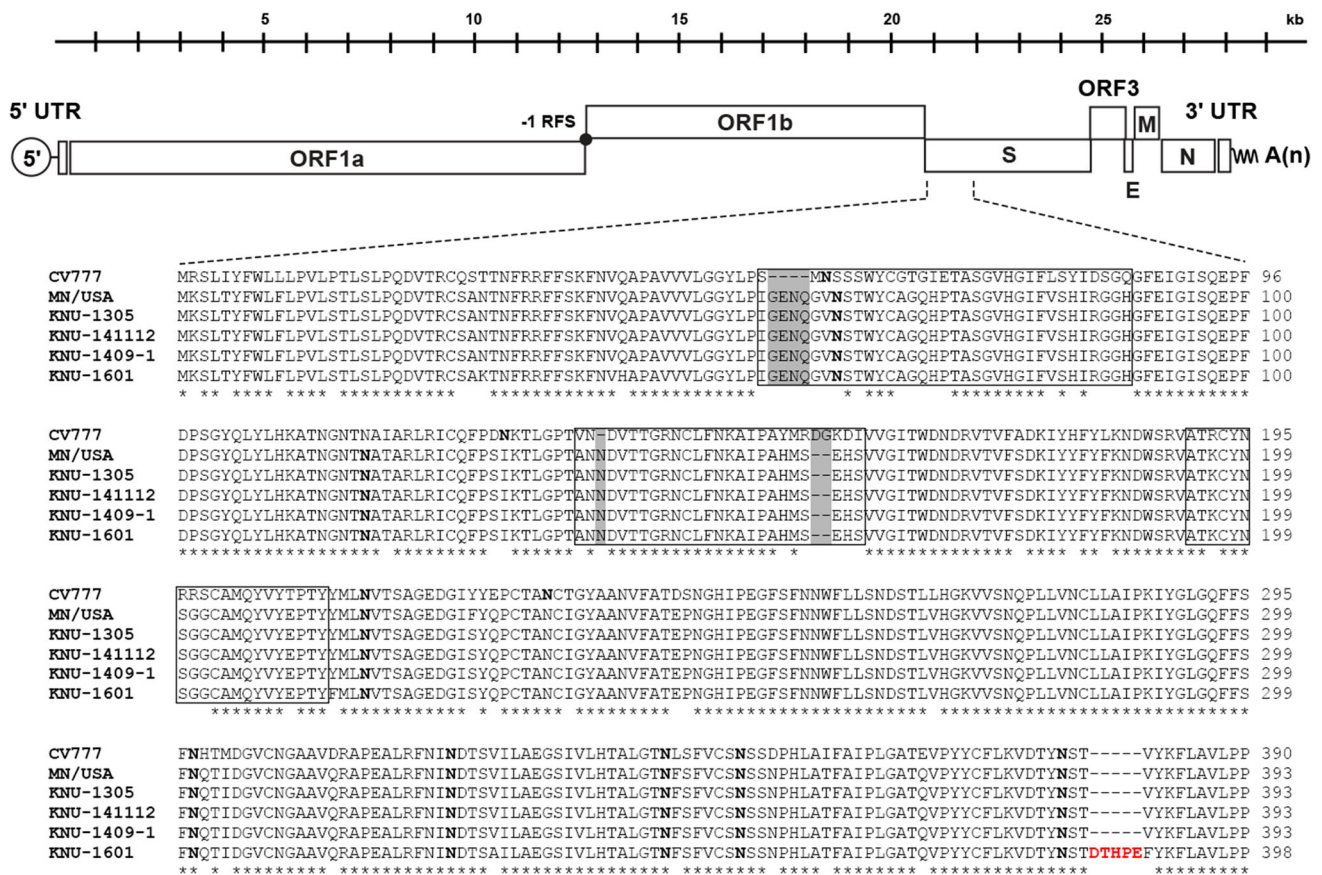 5 10 15 20 25 kb
5' UTR ORF3 3' UTR
-1 RFS ORF1b M
5' ORF1a S N A(n)
E
CV777 MRSLIYFWLLLPVLPTLSLPQDVTRCQSTTNFRRFFSKFNVQAPAVVVLGGYLPS----MNSSSWYCGTGIETASGVHGIFLSYIDSGQGFEIGISQEPF 96
MN/USA MKSLTYFWLFLPVLSTLSLPQDVTRCSANTNFRRFFSKFNVQAPAVVVLGGYLPIGENQGVNSTWYCAGQHPTASGVHGIFVSHIRGGHGFEIGISQEPF 100
KNU-1305 MKSLTYFWLFLPVLSTLSLPQDVTRCSANTNFRRFFSKFNVQAPAVVVLGGYLPIGENQGVNSTWYCAGQHPTASGVHGIFVSHIRGGHGFEIGISQEPF 100
KNU-141112 MKSLTYFWLFLPVLSTLSLPQDVTRCSANTNFRRFFSKFNVQAPAVVVLGGYLPIGENQGVNSTWYCAGQHPTASGVHGIFVSHIRGGHGFEIGISQEPF 100
KNU-1409-1 MKSLTYFWLFLPVLSTLSLPQDVTRCSANTNFRRFFSKFNVQAPAVVVLGGYLPIGENQGVNSTWYCAGQHPTASGVHGIFVSHIRGGHGFEIGISQEPF 100
KNU-1601 MKSLTYFWLFLPVLSTLSLPQDVTRCSAKTNFRRFFSKFNVHAPAVVVLGGYLPIGENQGVNSTWYCAGQHPTASGVHGIFVSHIRGGHGFEIGISQEPF 100
* ** *** **** ***********   ************ ************        * ***     ********* * *  * ***********
CV777 DPSGYQLYLHKATNGNTNAIARLRICQFPDNKTLGPTVN-DVTTGRNCLFNKAIPAYMRDGKDIVVGITWDNDRVTVFADKIYHFYLKNDWSRVATRCYN 195
MN/USA DPSGYQLYLHKATNGNTNATARLRICQFPSIKTLGPTANNDVTTGRNCLFNKAIPAHMS--EHSVVGITWDNDRVTVFSDKIYYFYFKNDWSRVATKCYN 199
KNU-1305 DPSGYQLYLHKATNGNTNATARLRICQFPSIKTLGPTANNDVTTGRNCLFNKAIPAHMS--EHSVVGITWDNDRVTVFSDKIYYFYFKNDWSRVATKCYN 199
KNU-141112 DPSGYQLYLHKATNGNTNATARLRICQFPSIKTLGPTANNDVTTGRNCLFNKAIPAHMS--EHSVVGITWDNDRVTVFSDKIYYFYFKNDWSRVATKCYN 199
KNU-1409-1 DPSGYQLYLHKATNGNTNATARLRICQFPSIKTLGPTANNDVTTGRNCLFNKAIPAHMS--EHSVVGITWDNDRVTVFSDKIYYFYFKNDWSRVATKCYN 199
KNU-1601 DPSGYQLYLHKATNGNTNATARLRICQFPSIKTLGPTANNDVTTGRNCLFNKAIPAHMS--EHSVVGITWDNDRVTVFSDKIYYFYFKNDWSRVATKCYN 199
******************* *********  ****** * **************** *      ************** **** ** ********* ***
CV777 RRSCAMQYVYTPTYYMLNVTSAGEDGIYYEPCTANCTGYAANVFATDSNGHIPEGFSFNNWFLLSNDSTLLHGKVVSNQPLLVNCLLAIPKIYGLGQFFS 295
MN/USA SGGCAMQYVYEPTYYMLNVTSAGEDGISYQPCTANCIGYAANVFATEPNGHIPEGFSFNNWFLLSNDSTLVHGKVVSNQPLLVNCLLAIPKIYGLGQFFS 299
KNU-1305 SGGCAMQYVYEPTYYMLNVTSAGEDGISYQPCTANCIGYAANVFATEPNGHIPEGFSFNNWFLLSNDSTLVHGKVVSNQPLLVNCLLAIPKIYGLGQFFS 299
KNU-141112 SGGCAMQYVYEPTYYMLNVTSAGEDGISYQPCTANCIGYAANVFATEPNGHIPEGFSFNNWFLLSNDSTLVHGKVVSNQPLLVNCLLAIPKIYGLGQFFS 299
KNU-1409-1 SGGCAMQYVYEPTYYMLNVTSAGEDGISYQPCTANCIGYAANVFATEPNGHIPEGFSFNNWFLLSNDSTLVHGKVVSNQPLLVNCLLAIPKIYGLGQFFS 299
KNU-1601 SGGCAMQYVYEPTYFMLNVTSAGEDGISYQPCTANCIGYAANVFATEPNGHIPEGFSFNNWFLLSNDSTLVHGKVVSNQPLLVNCLLAIPKIYGLGQFFS 299
******* *** ************ * ****** *********  ********************** *****************************
CV777 FNHTMDGVCNGAAVDRAPEALRFNINDTSVILAEGSIVLHTALGTNLSFVCSNSSDPHLAIFAIPLGATEVPYYCFLKVDTYNST-----VYKFLAVLPP 390
MN/USA FNQTIDGVCNGAAVQRAPEALRFNINDTSVILAEGSIVLHTALGTNFSFVCSNSSNPHLATFAIPLGATQVPYYCFLKVDTYNST-----VYKFLAVLPP 393
KNU-1305 FNQTIDGVCNGAAVQRAPEALRFNINDTSVILAEGSIVLHTALGTNFSFVCSNSSNPHLATFAIPLGATQVPYYCFLKVDTYNST-----VYKFLAVLPP 393
KNU-141112 FNQTIDGVCNGAAVQRAPEALRFNINDTSVILAEGSIVLHTALGTNFSFVCSNSSNPHLATFAIPLGATQVPYYCFLKVDTYNST-----VYKFLAVLPP 393
KNU-1409-1 FNQTIDGVCNGAAVQRAPEALRFNINDTSVILAEGSIVLHTALGTNFSFVCSNSSNPHLATFAIPLGATQVPYYCFLKVDTYNST-----VYKFLAVLPP 393
KNU-1601 FNQTIDGVCNGAAVQRAPEALRFNINDTSAILAEGSIVLHTALGTNFSFVCSNSSNPHLATFAIPLGATQVPYYCFLKVDTYNSTDTHPEFYKFLAVLPP 398
** * ********* ************** **************** ******** **** ******** ***************      *********